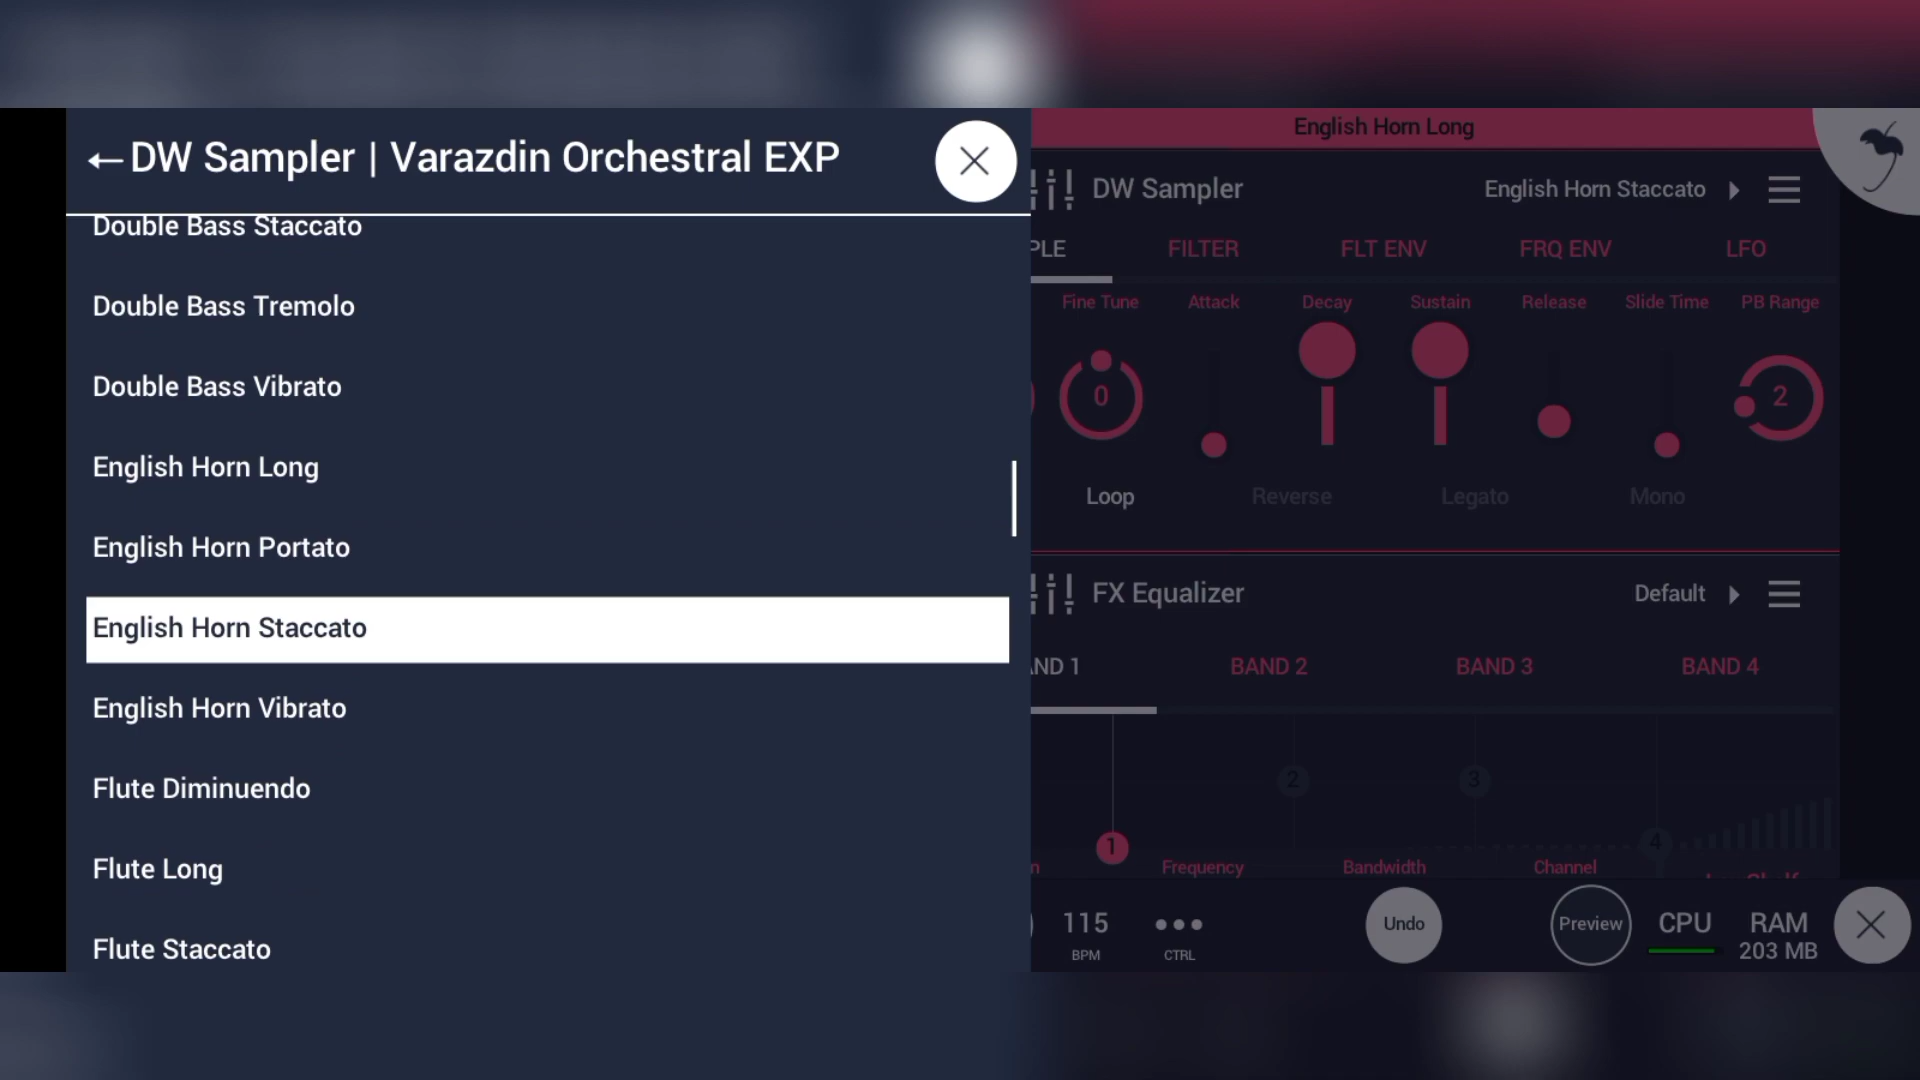 ←DW Sampler | Varazdin Orchestral EXP
Double Bass Staccato
Double Bass Tremolo
Double Bass Vibrato
English Horn Long
English Horn Portato
English Horn Staccato
English Horn Vibrato
Flute Diminuendo
Flute Long
Flute Staccato
English Horn Long
DW Sampler English Horn Staccato
PLE FILTER FLT ENV FRQ ENV LFO
Fine Tune Attack Decay Sustain Release Slide Time PB Range
0 2
Loop Reverse Legato Mono
FX Equalizer Default
AND 1 BAND 2 BAND 3 BAND 4
2 3
1 4
Frequency Bandwidth Channel
115 Undo Preview CPU RAM
BPM CTRL 203 MB